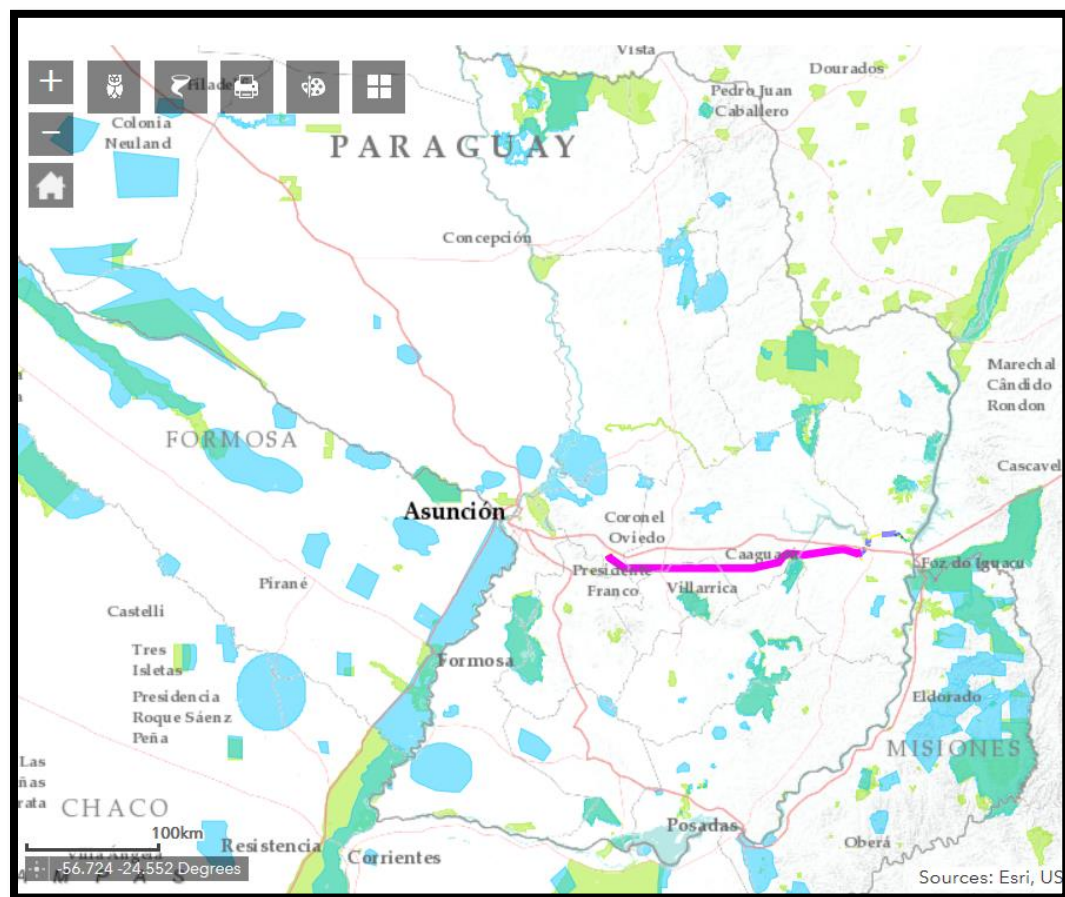 Vista
Dourados
Pedro Juan
Caballero
Colonia
Neuland
PARAGUAY
Concepción
Marechal
Cândido
Rondon
FORMOSA
Cascavel
Asunción
Coronel
Oviedo
Presidente
Franco
Villarrica
Foz do Iguaçu
Pirané
Castelli
Tres
Isletas
Formosa
Presidencia
Roque Sáenz
Peña
Eldorado
MISIONES
Las
CHACO
100km
Posadas
Oberá
Resistencia
Corrientes
-56.724 -24.552 Degrees
Sources: Esri, US